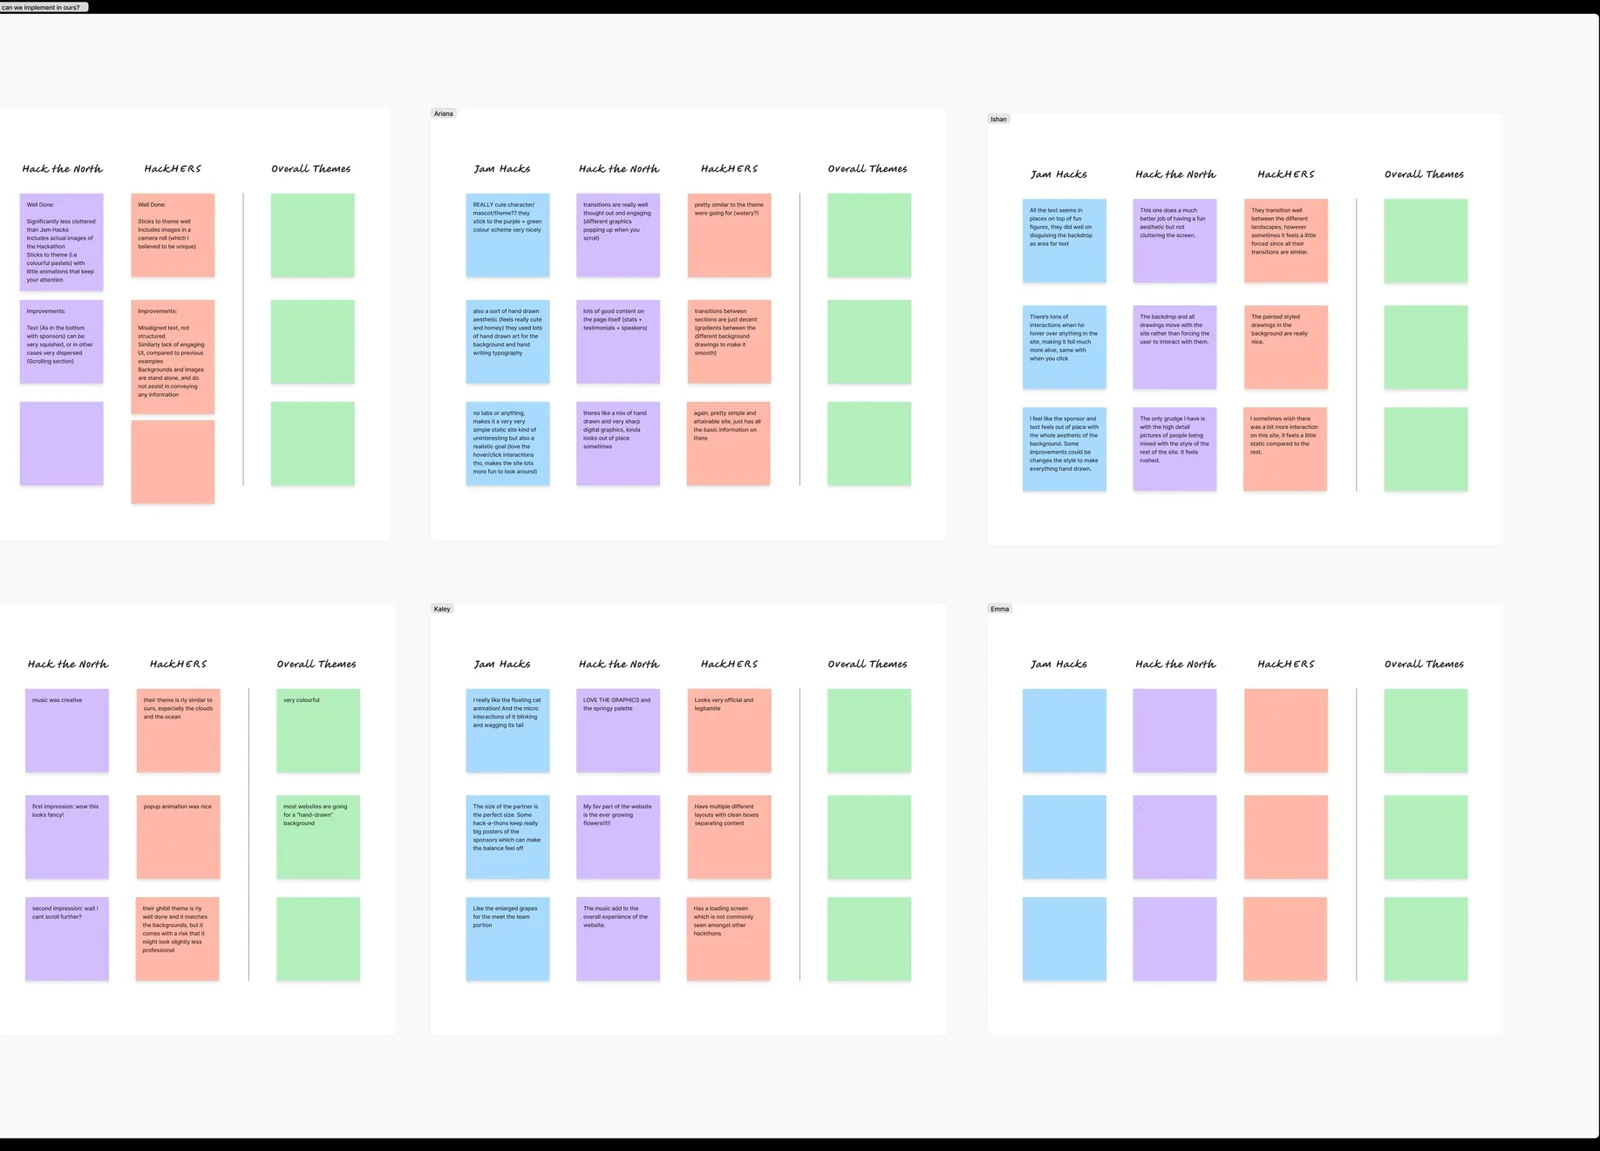 can we implement in ours?
Hack the North
HackHERS
Overall Themes
Well Done:
Significantly less cluttered
than Jam Hacks
Includes actual images of
the Hackathon
Sticks to theme (i.e
colourful pastels) with
little animations that keep
your attention
Well Done:
Sticks to theme well
Includes images in a
camera roll (which I
believed to be unique)
Improvements:
Text (As in the bottom
with sponsors) can be
very squished, or in other
cases very dispersed
(Scrolling section)
Improvements:
Misaligned text, not
structured
Similarly lack of engaging
UI, compared to previous
examples
Backgrounds and images
are stand alone, and do
not assist in conveying
any information
Ariana
Jam Hacks
Hack the North
HackHERS
Overall Themes
REALLY cute character/
mascot/theme?? they
stick to the purple + green
colour scheme very nicely
transitions are really well
thought out and engaging
(different graphics
popping up when you
scroll)
pretty similar to the theme
were going for (watery?)
also a sort of hand drawn
aesthetic (feels really cute
and homey) they used lots
of hand drawn art for the
background and hand
writing typography
lots of good content on
the page itself (stats +
testimonials + speakers)
transitions between
sections are just decent
(gradients between the
different background
drawings to make it
smooth)
no tabs or anything,
makes it a very very
simple static site kind of
uninteresting but also a
realistic goal (love the
hover/click interactions
tho, makes the site lots
more fun to look around)
theres like a mix of hand
drawn and very sharp
digital graphics, kinda
looks out of place
sometimes
again, pretty simple and
attainable site, just has all
the basic information on
there
Ishan
Jam Hacks
Hack the North
HackHERS
Overall Themes
All the text seems in
places on top of fun
figures, they did well on
disguising the backdrop
as area for text
This one does a much
better job of having a fun
aesthetic but not
cluttering the screen.
They transition well
between the different
landscapes, however
sometimes it feels a little
forced since all their
transitions are similar.
There's tons of
interactions when ho
hover over anything in the
site, making it fell much
more alive, same with
when you click
The backdrop and all
drawings move with the
site rather than forcing the
user to interact with them.
The painted styled
drawings in the
background are really
nice.
I feel like the sponsor and
text feels out of place with
the whole aesthetic of the
background. Some
improvements could be
changes the style to make
everything hand drawn.
The only grudge I have is
with the high detail
pictures of people being
mixed with the style of the
rest of the site. It feels
rushed.
I sometimes wish there
was a bit more interaction
on this site, it feels a little
static compared to the
rest.
Hack the North
HackHERS
Overall Themes
music was creative
their theme is rly similar to
ours, especially the clouds
and the ocean
very colourful
first impression: wow this
looks fancy!
popup animation was nice
most websites are going
for a "hand-drawn"
background
second impression: wait i
cant scroll further?
their ghibli theme is rly
well done and it matches
the backgrounds, but it
comes with a risk that it
might look slightly less
professional
Kaley
Jam Hacks
Hack the North
HackHERS
Overall Themes
I really like the floating cat
animation! And the micro
interactions of it blinking
and wagging its tail
LOVE THE GRAPHICS and
the springy palette
Looks very official and
legitamite
The size of the partner is
the perfect size. Some
hack-a-thons keep really
big posters of the
sponsors which can make
the balance feel off
My fav part of the website
is the ever growing
flowers!!!!!
Have multiple different
layouts with clean boxes
separating content
Like the enlarged grapes
for the meet the team
portion
The music add to the
overall experience of the
website.
Has a loading screen
which is not commonly
seen amongst other
hackthons
Emma
Jam Hacks
Hack the North
HackHERS
Overall Themes
.